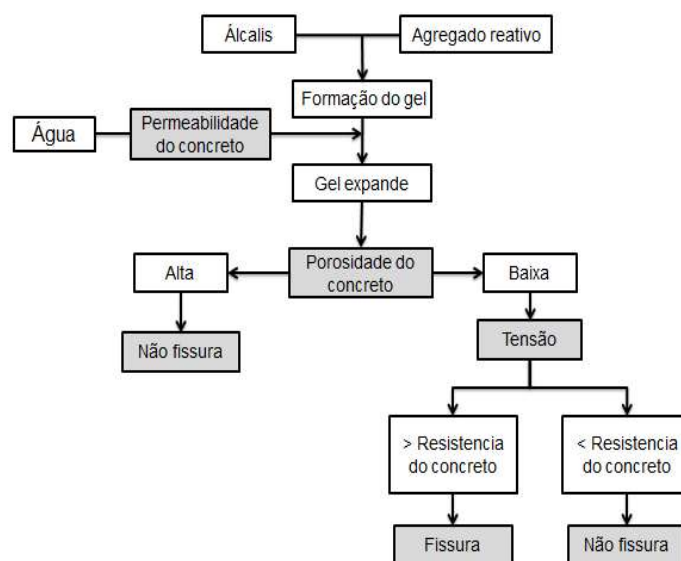 Álcalis
Agregado reativo
Formação do gel
Água
Permeabilidade
do concreto
Gel expande
Alta
Porosidade do
concreto
Baixa
Não fissura
Tensão
> Resistencia
do concreto
< Resistencia
do concreto
Fissura
Não fissura